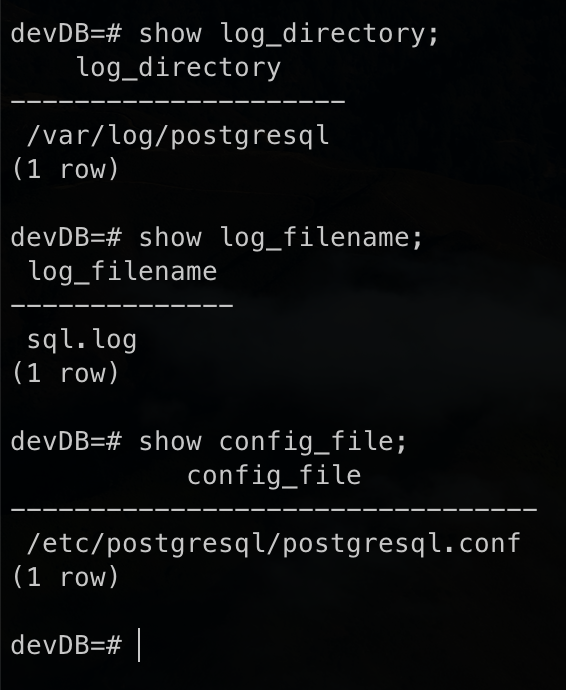 devDB=# show log_directory;
log_directory
---------------------
/var/log/postgresql
(1 row)
devDB=# show log_filename;
log_filename
--------------
sql.log
(1 row)
devDB=# show config_file;
config_file
---------------------------------
/etc/postgresql/postgresql.conf
(1 row)
devDB=#